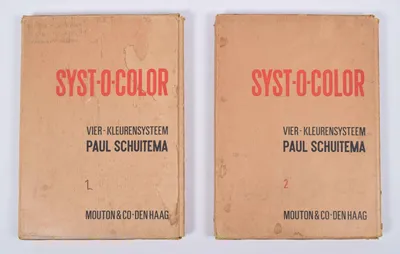 SYST-O-COLOR
VIER-KLEURENSYSTEEM
PAUL SCHUITEMA
1.
MOUTON & CO-DEN HAAG
SYST-O-COLOR
VIER-KLEURENSYSTEEM
PAUL SCHUITEMA
2
MOUTON & CO-DEN HAAG